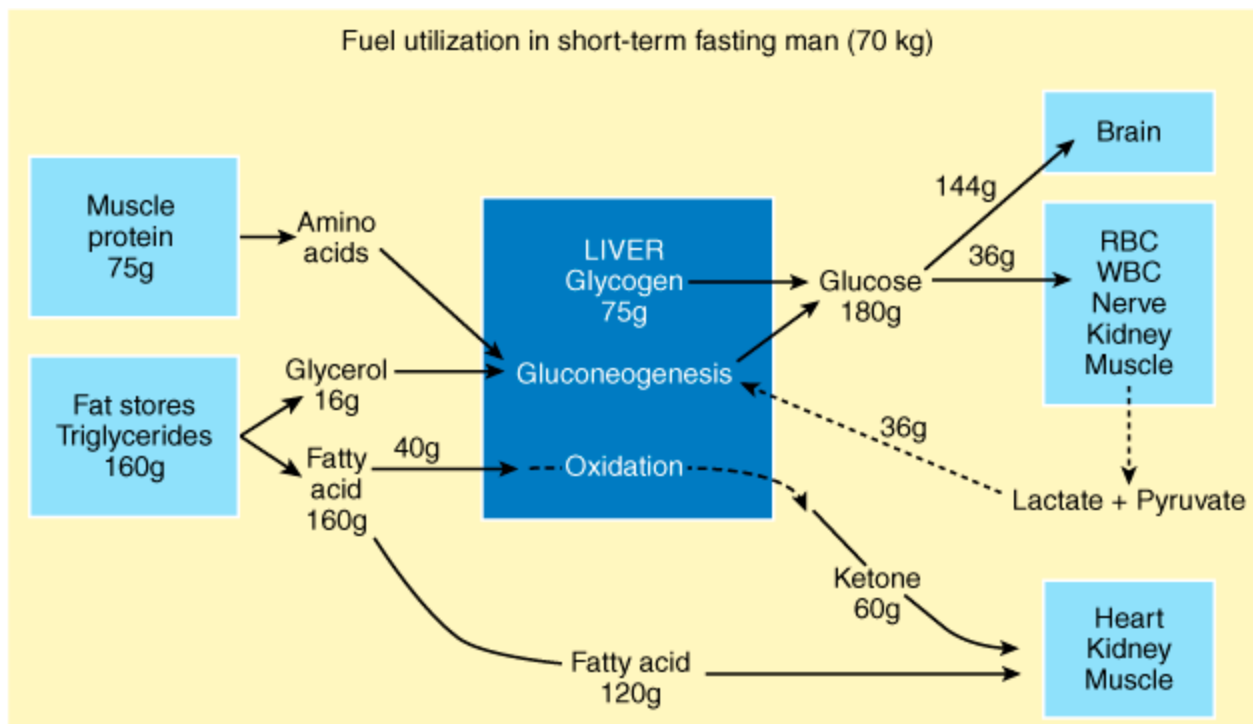 Fuel utilization in short-term fasting man (70 kg)
Muscle
protein
75g
Amino
acids
Fat stores
Triglycerides
160g
Glycerol
16g
Fatty
acid
160g
40g
LIVER
Glycogen
75g
Gluconeogenesis
Oxidation
Glucose
180g
144g
36g
Brain
RBC
WBC
Nerve
Kidney
Muscle
36g
Lactate + Pyruvate
Ketone
60g
Fatty acid
120g
Heart
Kidney
Muscle